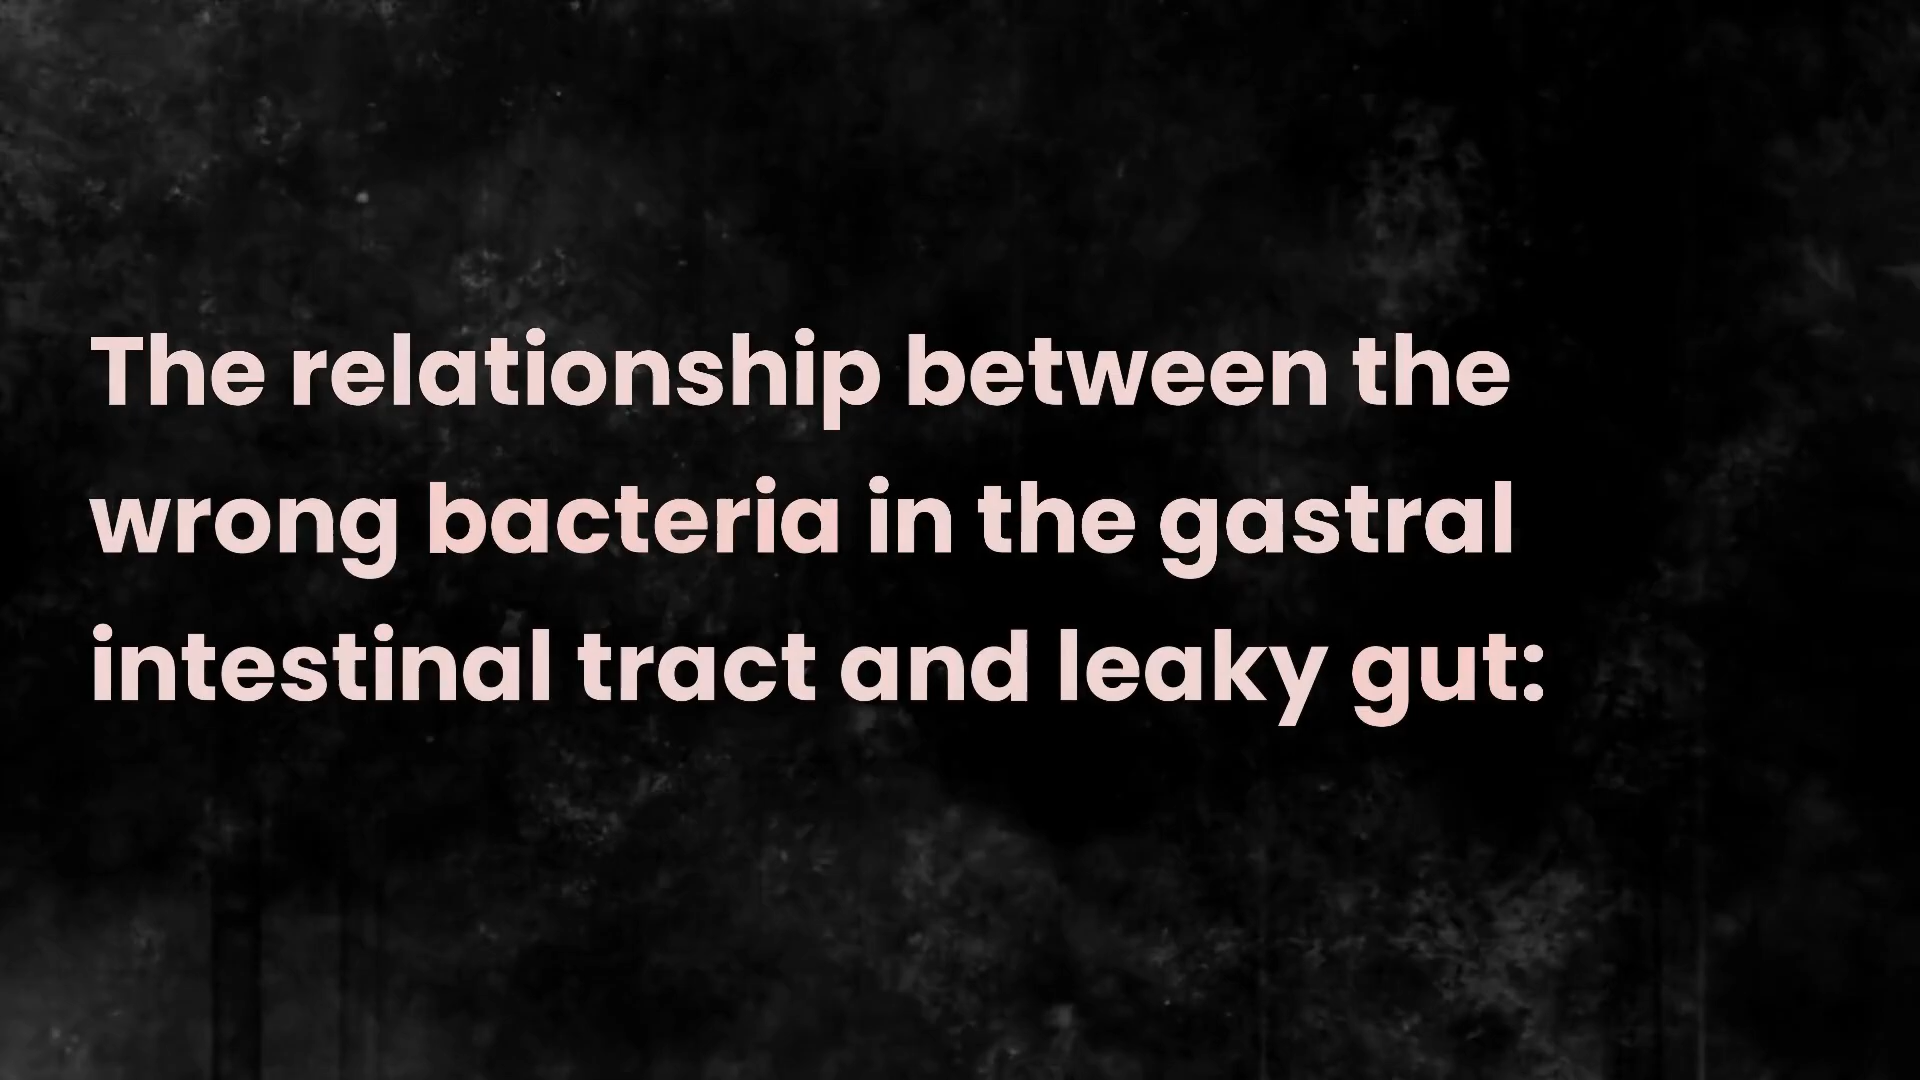 The relationship between the
wrong bacteria in the gastral
intestinal tract and leaky gut: